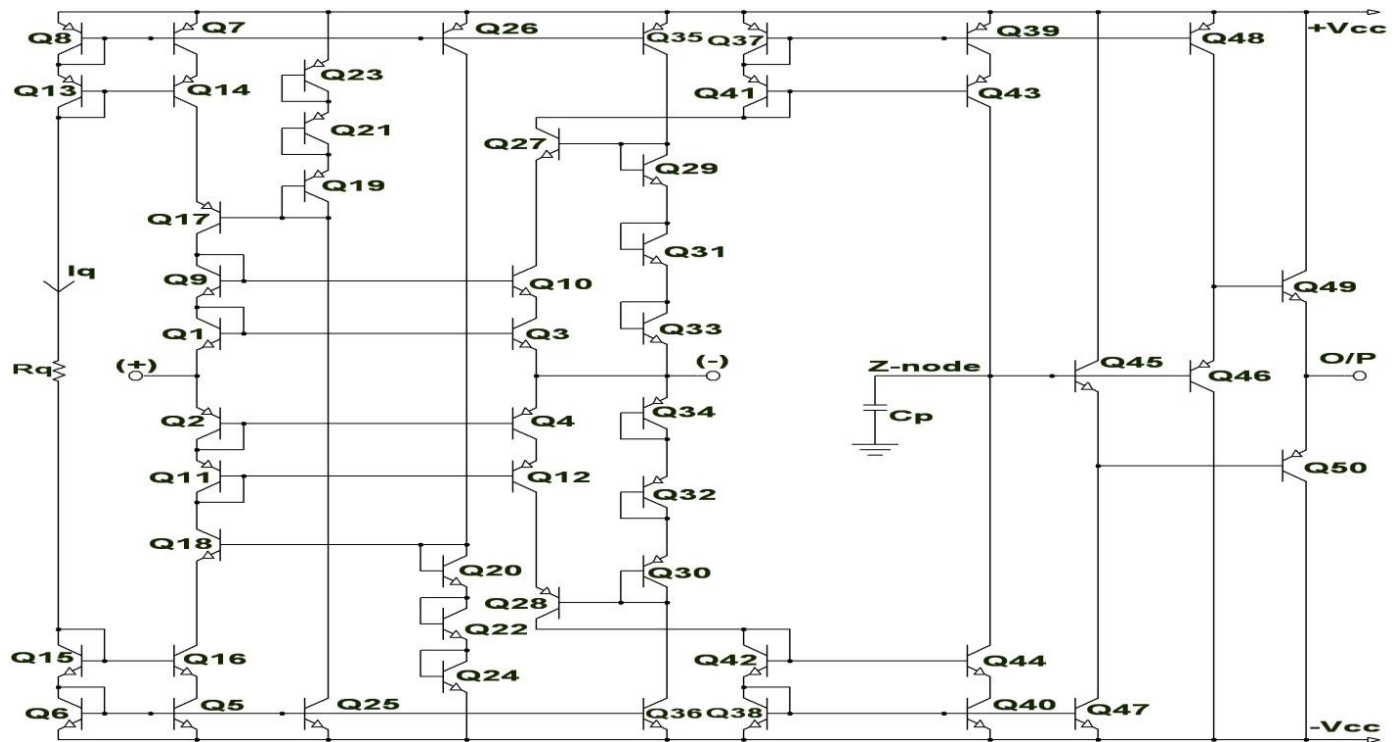 Q8 Q7 Q26 Q35 Q37 Q39 Q48 +Vcc
Q13 Q14 Q23 Q41 Q43
Q21 Q27 Q29
Q19
Q17 Q31
Iq Q9 Q10 Q49
Q1 Q3 Q33
Rq (+) (-) Z-node Q45 Q46 O/P
Q2 Q4 Q34 Cp
Q11 Q12 Q32 Q50
Q18 Q20 Q30
Q28
Q22
Q15 Q16 Q24 Q42 Q44
Q6 Q5 Q25 Q36 Q38 Q40 Q47 -Vcc